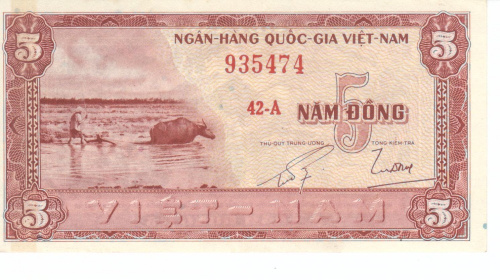 5 NGÂN-HÀNG QUỐC-GIA VIỆT-NAM 5
935474
42-A NĂM ĐỒNG
5
THỦ-QUỸ TRUNG-ƯƠNG TỔNG KIỂM-TRA
5 VIỆT-NAM 5